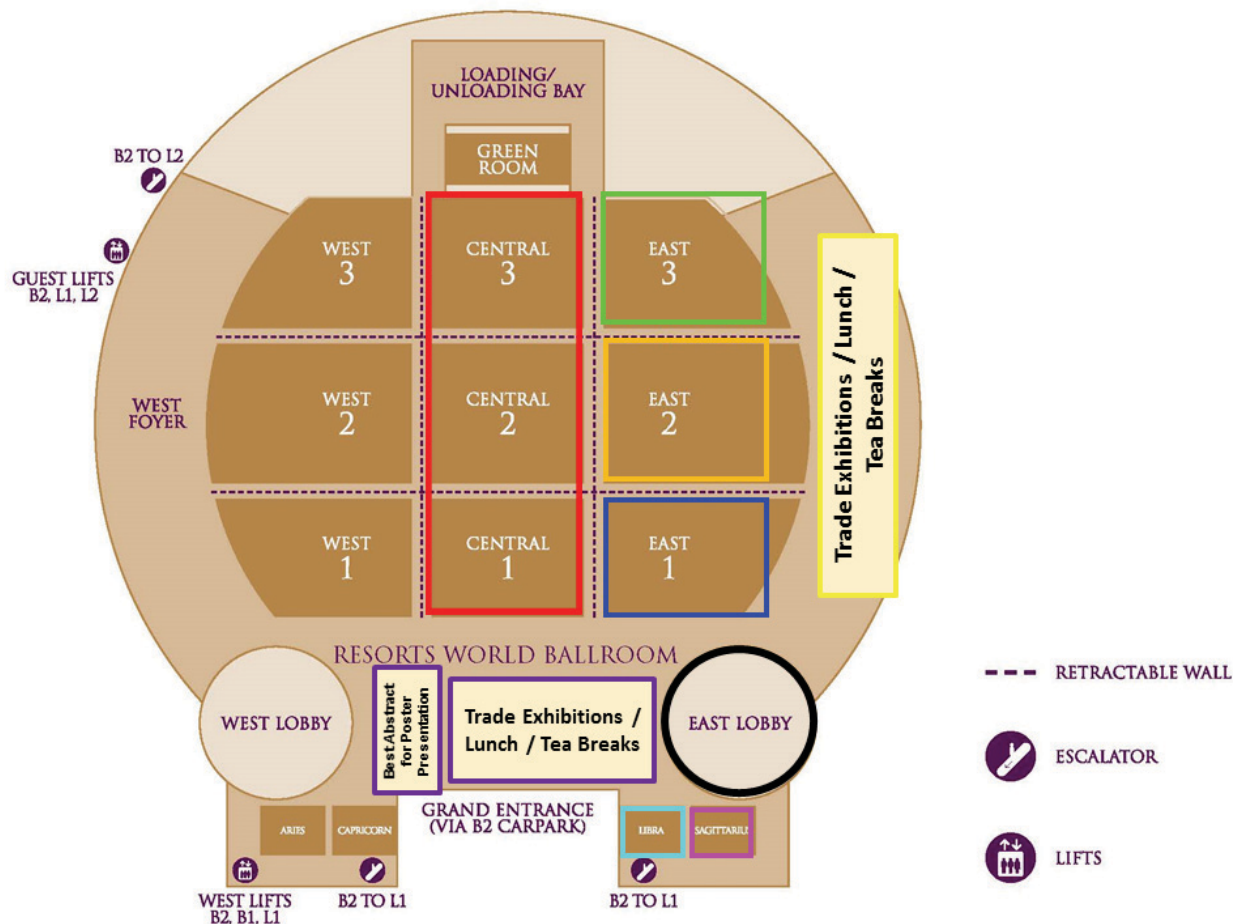 LOADING/
UNLOADING BAY
GREEN
ROOM
B2 TO L2
GUEST LIFTS
B2, L1, L2
WEST
3
CENTRAL
3
EAST
3
WEST
FOYER
WEST
2
CENTRAL
2
EAST
2
Trade Exhibitions / Lunch /
Tea Breaks
WEST
1
CENTRAL
1
EAST
1
RESORTS WORLD BALLROOM
WEST LOBBY
Best Abstract
for Poster
Presentation
Trade Exhibitions /
Lunch / Tea Breaks
EAST LOBBY
GRAND ENTRANCE
(VIA B2 CARPARK)
ARIES
CAPRICORN
LIBRA
SAGITTARIUS
WEST LIFTS
B2, B1, L1
B2 TO L1
B2 TO L1
RETRACTABLE WALL
ESCALATOR
LIFTS